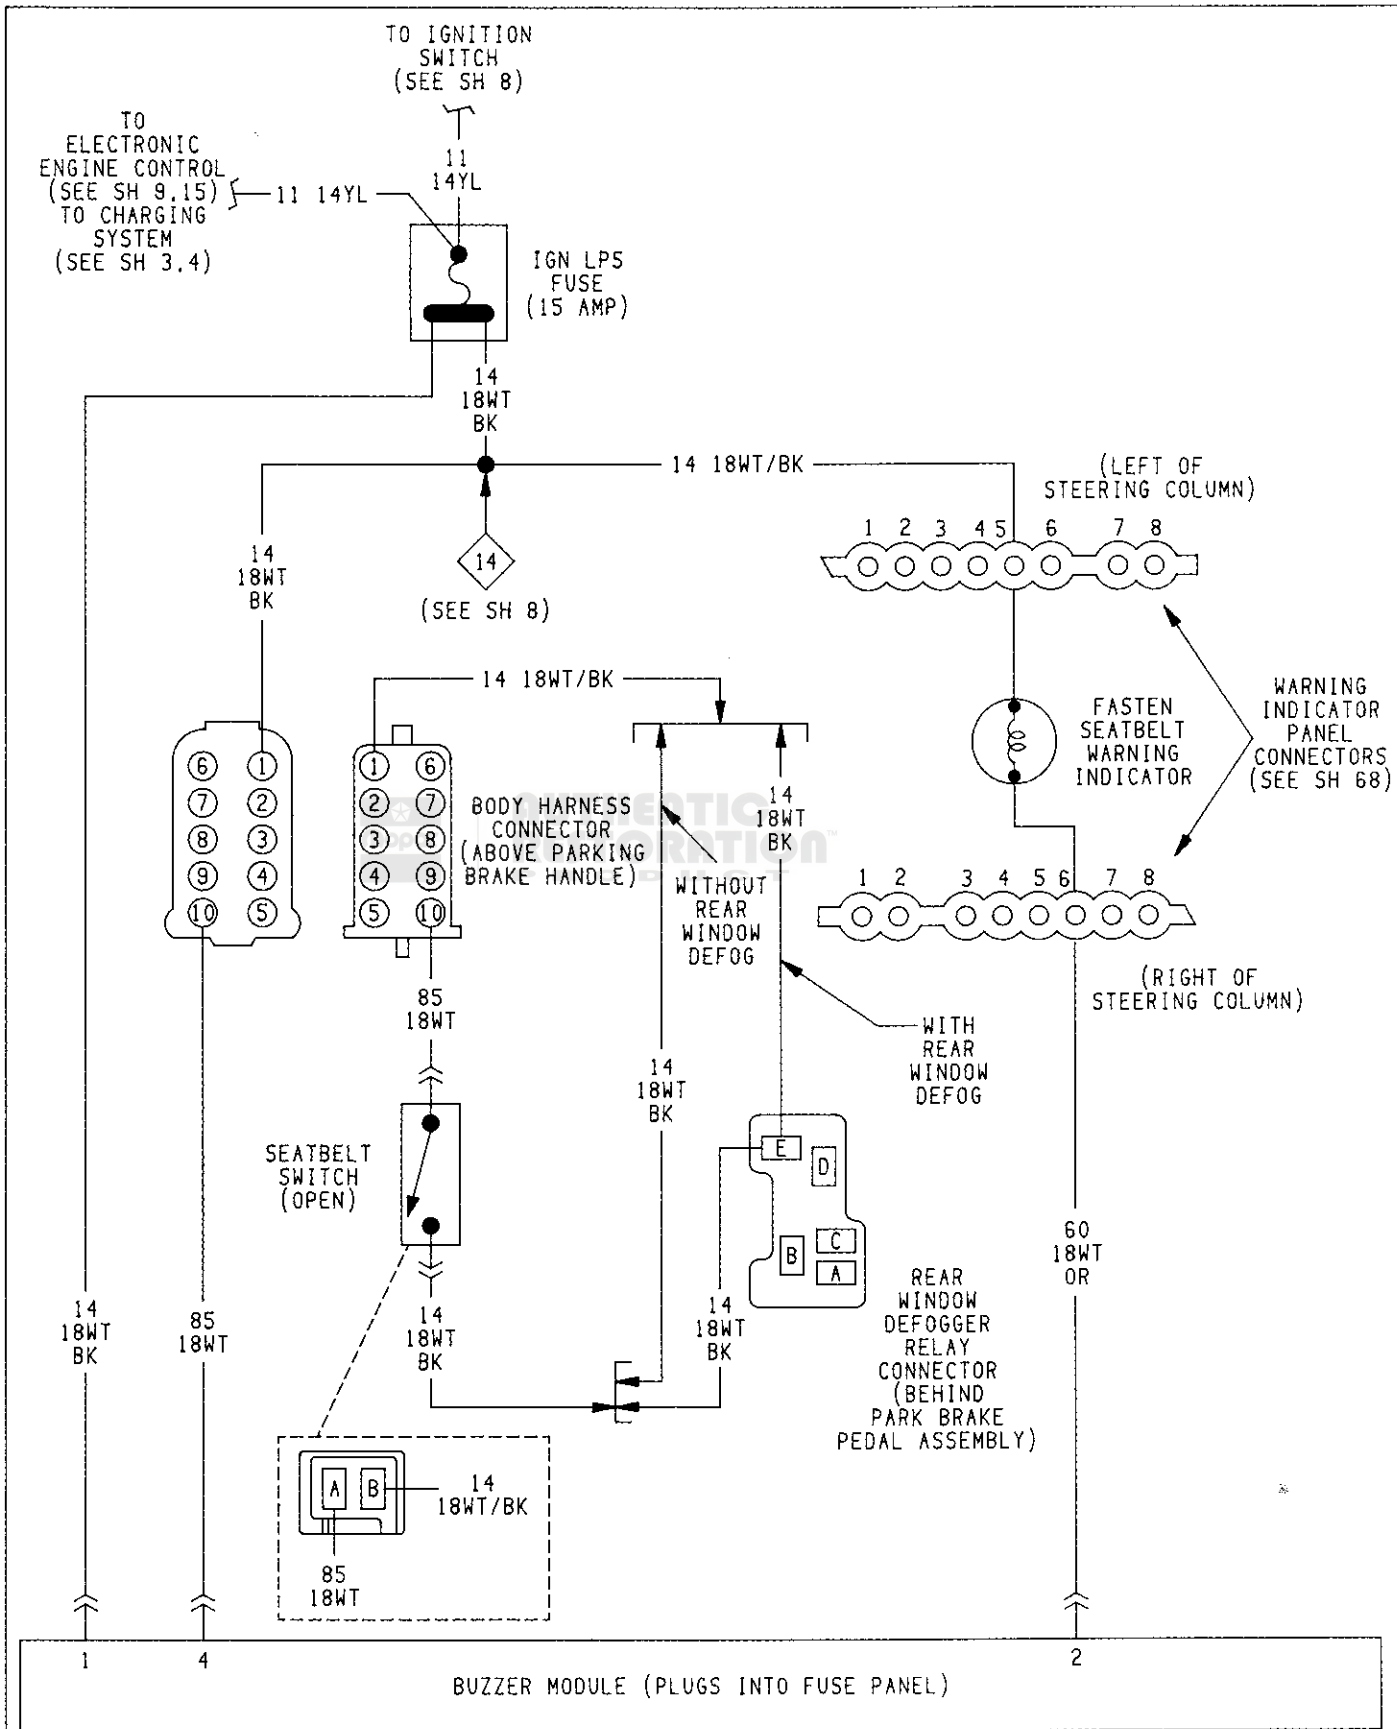 TO IGNITION
SWITCH
(SEE SH 8)
TO
ELECTRONIC
ENGINE CONTROL
(SEE SH 9,15)
TO CHARGING
SYSTEM
(SEE SH 3,4)
11 14YL
11
14YL
IGN LPS
FUSE
(15 AMP)
14
18WT
BK
14 18WT/BK
(LEFT OF
STEERING COLUMN)
1 2 3 4 5 6 7 8
14
18WT
BK
14
(SEE SH 8)
14 18WT/BK
FASTEN
SEATBELT
WARNING
INDICATOR
WARNING
INDICATOR
PANEL
CONNECTORS
(SEE SH 68)
6 1
7 2
8 3
9 4
10 5
1 6
2 7
3 8
4 9
5 10
BODY HARNESS
CONNECTOR
(ABOVE PARKING
BRAKE HANDLE)
AUTHENTIC
RESTORATION™
PRODUCT
14
18WT
BK
WITHOUT
REAR
WINDOW
DEFOG
1 2 3 4 5 6 7 8
(RIGHT OF
STEERING COLUMN)
85
18WT
WITH
REAR
WINDOW
DEFOG
14
18WT
BK
SEATBELT
SWITCH
(OPEN)
E
D
C
B
A
60
18WT
OR
REAR
WINDOW
DEFOGGER
RELAY
CONNECTOR
(BEHIND
PARK BRAKE
PEDAL ASSEMBLY)
14
18WT
BK
85
18WT
14
18WT
BK
14
18WT
BK
A B
14
18WT/BK
85
18WT
1 4 2
BUZZER MODULE (PLUGS INTO FUSE PANEL)